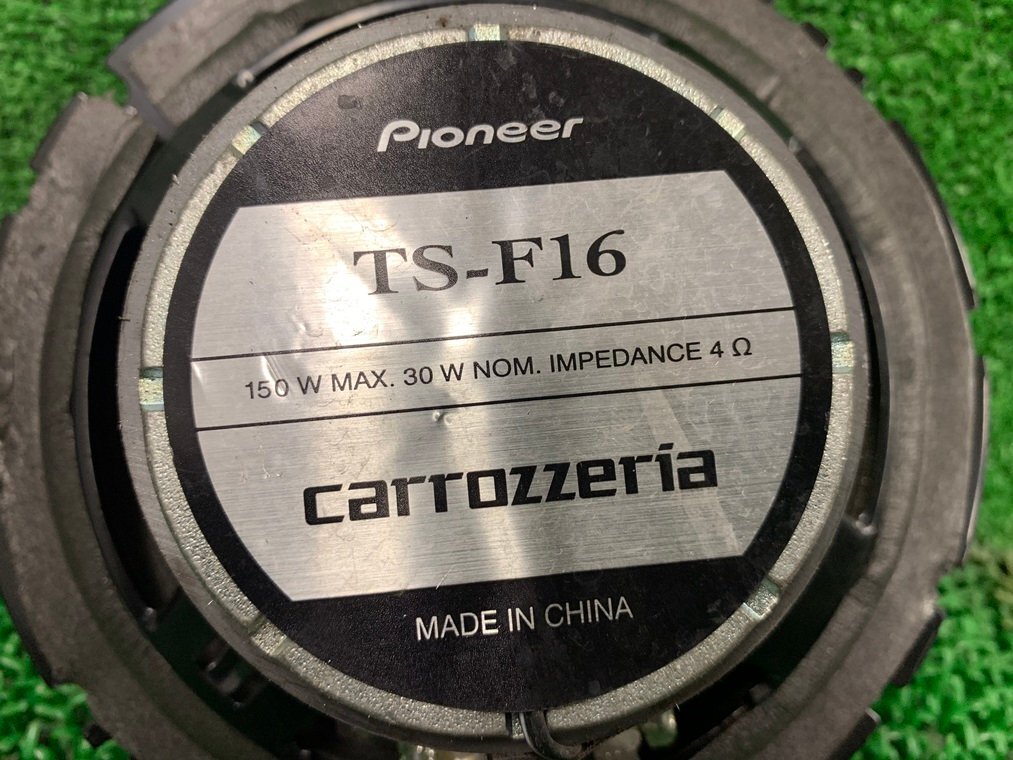 Pioneer
TS-F16
150 W MAX. 30 W NOM. IMPEDANCE 4 Ω
carrozzeria
MADE IN CHINA